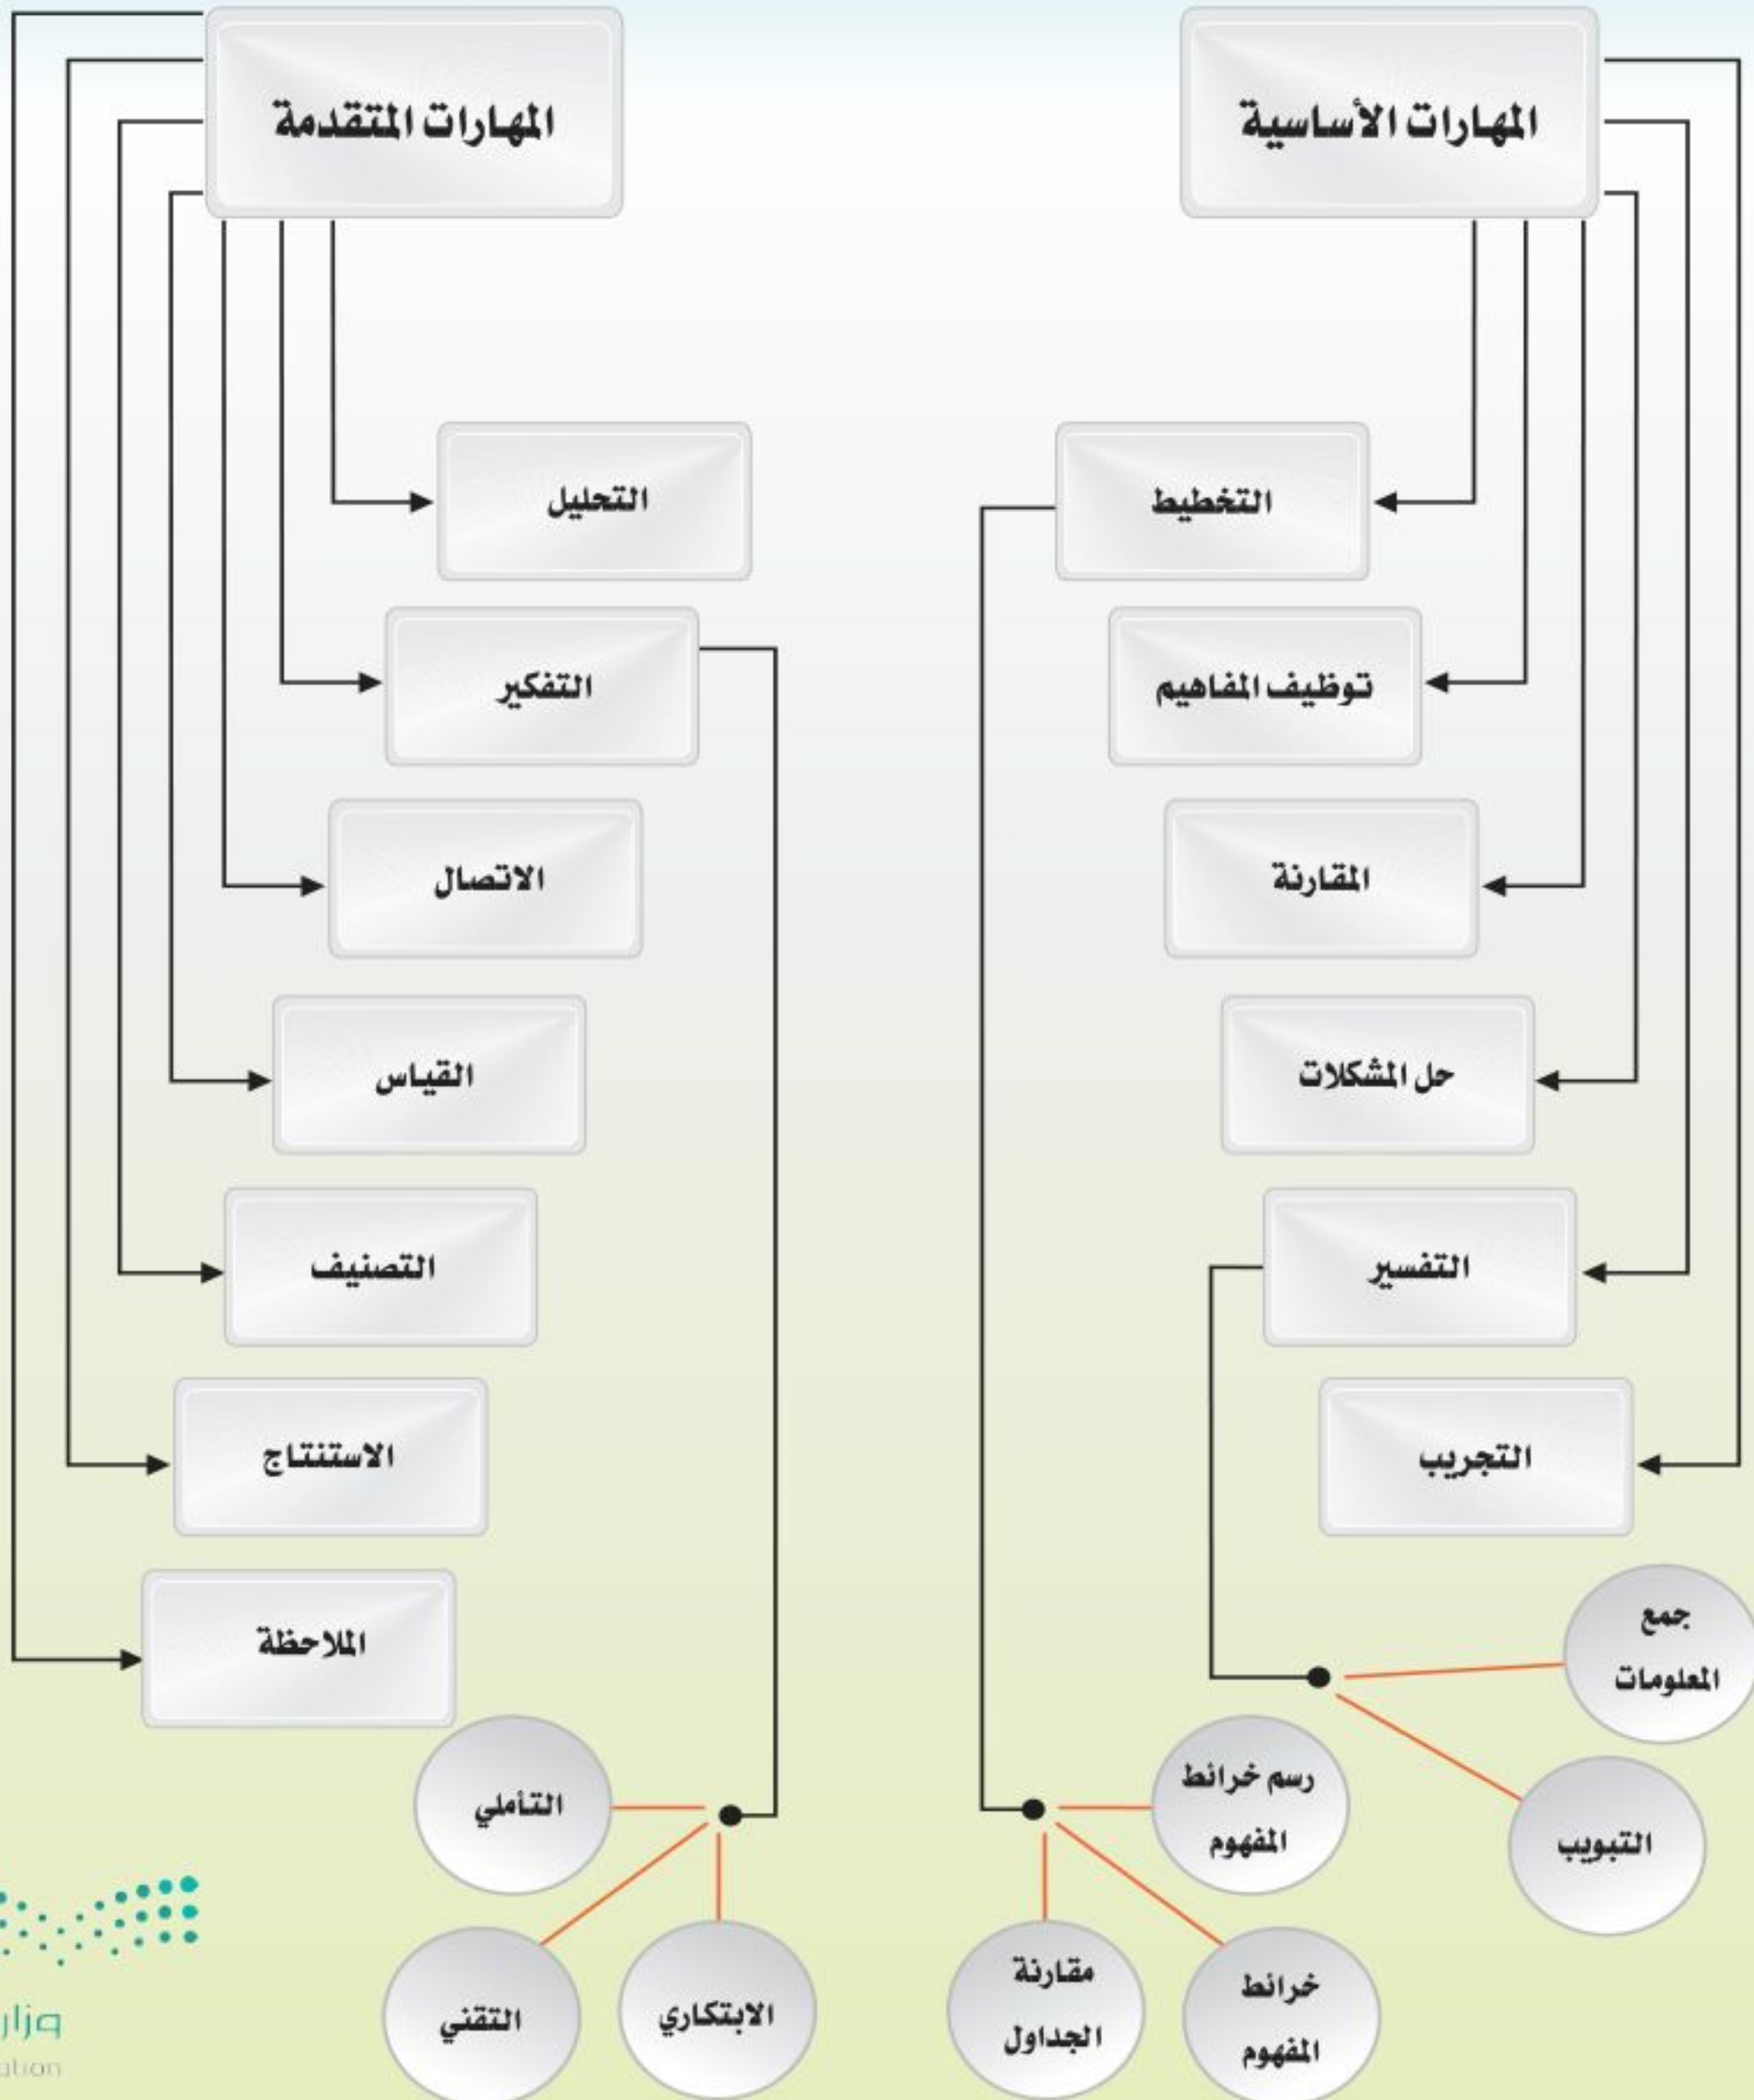 المهارات الأساسية
التخطيط
توظيف المفاهيم
المقارنة
حل المشكلات
التفسير
التجريب
جمع
المعلومات
التبويب
رسم خرائط
المفهوم
خرائط
المفهوم
مقارنة
الجداول
المهارات المتقدمة
التحليل
التفكير
الاتصال
القياس
التصنيف
الاستنتاج
الملاحظة
التأملي
الابتكاري
التقني